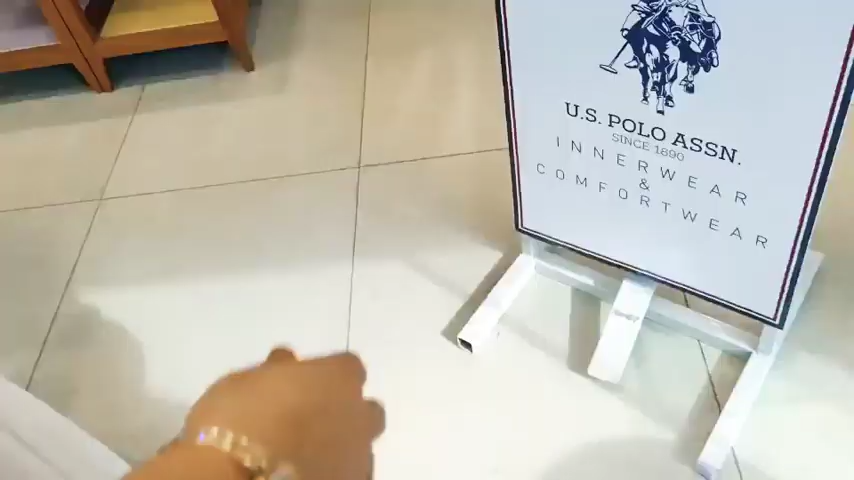 U.S. POLO ASSN.
SINCE 1890
INNERWEAR
&
COMFORTWEAR